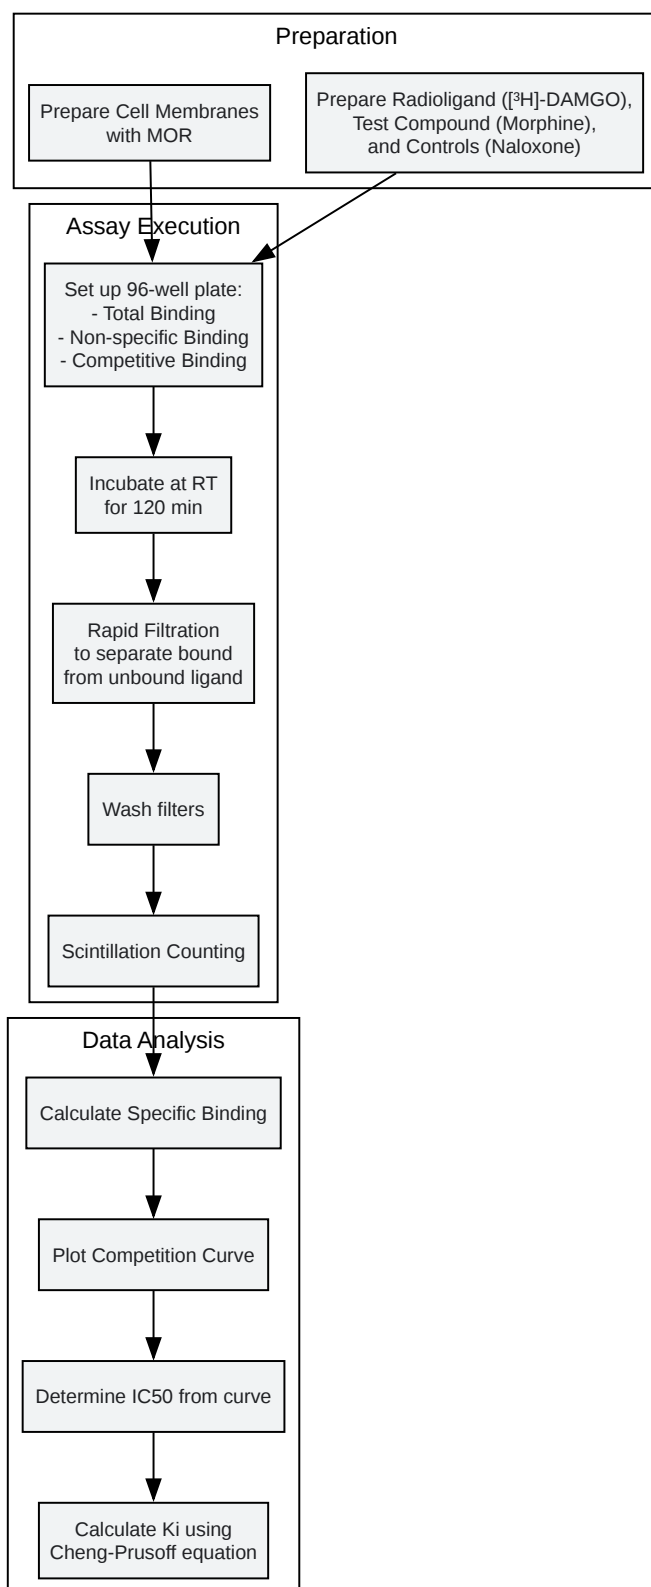 Preparation
Prepare Cell Membranes
with MOR
Prepare Radioligand ([³H]-DAMGO),
Test Compound (Morphine),
and Controls (Naloxone)
Assay Execution
Set up 96-well plate:
- Total Binding
- Non-specific Binding
- Competitive Binding
Incubate at RT
for 120 min
Rapid Filtration
to separate bound
from unbound ligand
Wash filters
Scintillation Counting
Data Analysis
Calculate Specific Binding
Plot Competition Curve
Determine IC50 from curve
Calculate Ki using
Cheng-Prusoff equation